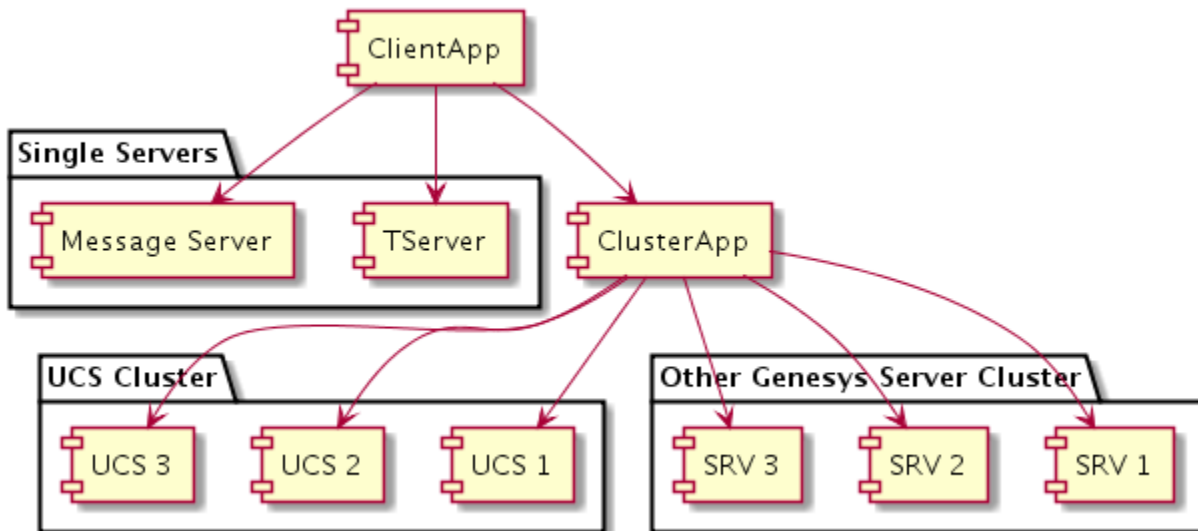 ClientApp
Single Servers
Message Server
TServer
ClusterApp
UCS Cluster
Other Genesys Server Cluster
UCS 3
UCS 2
UCS 1
SRV 3
SRV 2
SRV 1